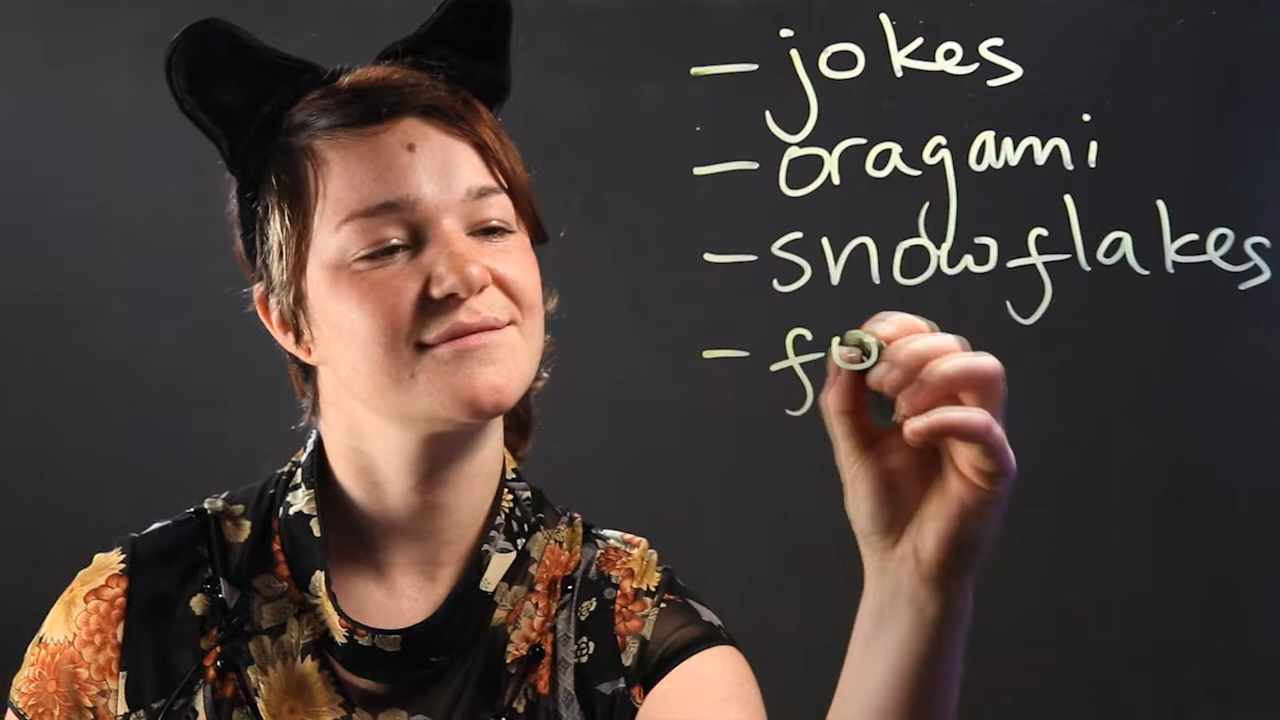 - jokes
- oragami
- snowflakes
- fo